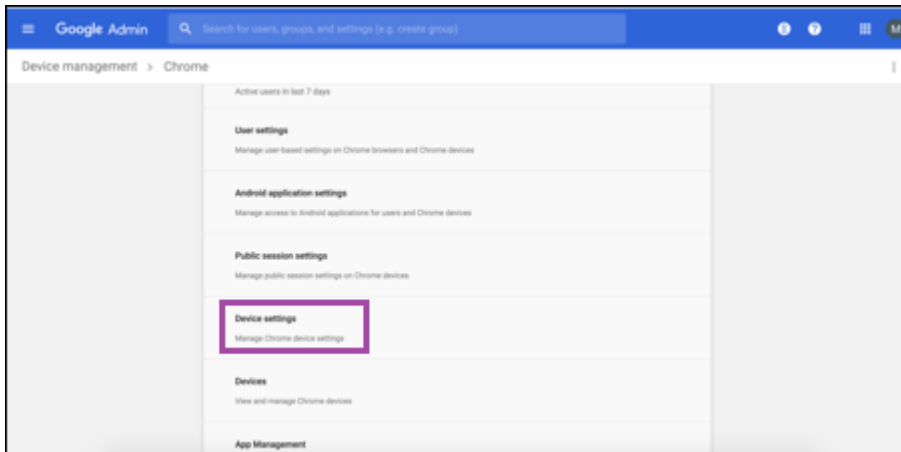 Google Admin
Search for users, groups, and settings (e.g. create group)
M
Device management > Chrome
Active users in last 7 days
User settings
Manage user-based settings on Chrome browsers and Chrome devices
Android application settings
Manage access to Android applications for users and Chrome devices
Public session settings
Manage public session settings on Chrome devices
Device settings
Manage Chrome device settings
Devices
View and manage Chrome devices
App Management